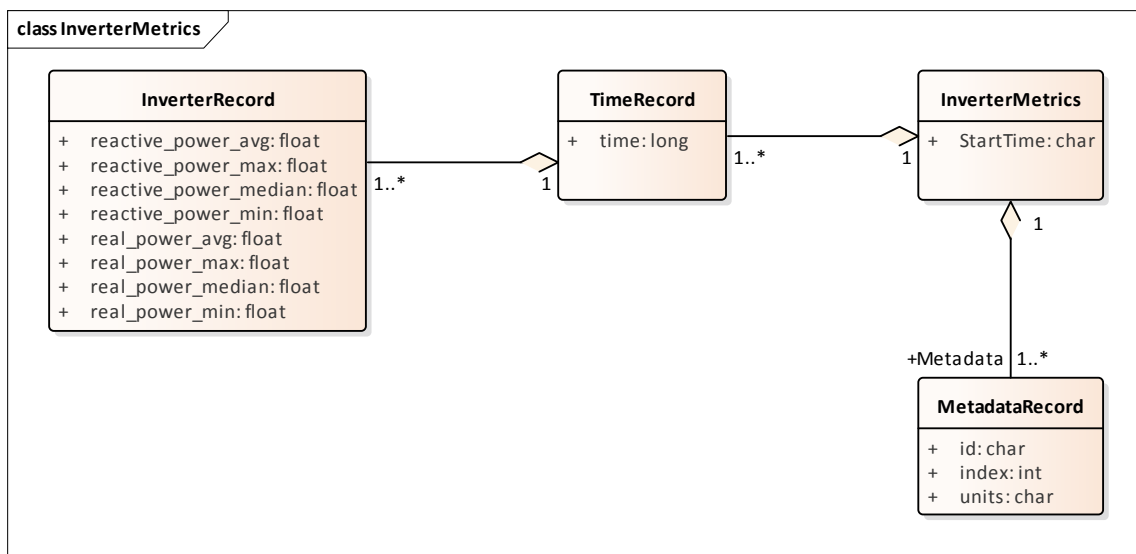 class InverterMetrics
InverterRecord
+ reactive_power_avg: float
+ reactive_power_max: float
+ reactive_power_median: float
+ reactive_power_min: float
+ real_power_avg: float
+ real_power_max: float
+ real_power_median: float
+ real_power_min: float
1..*
1
TimeRecord
+ time: long
1..*
1
InverterMetrics
+ StartTime: char
1
+Metadata 1..*
MetadataRecord
+ id: char
+ index: int
+ units: char